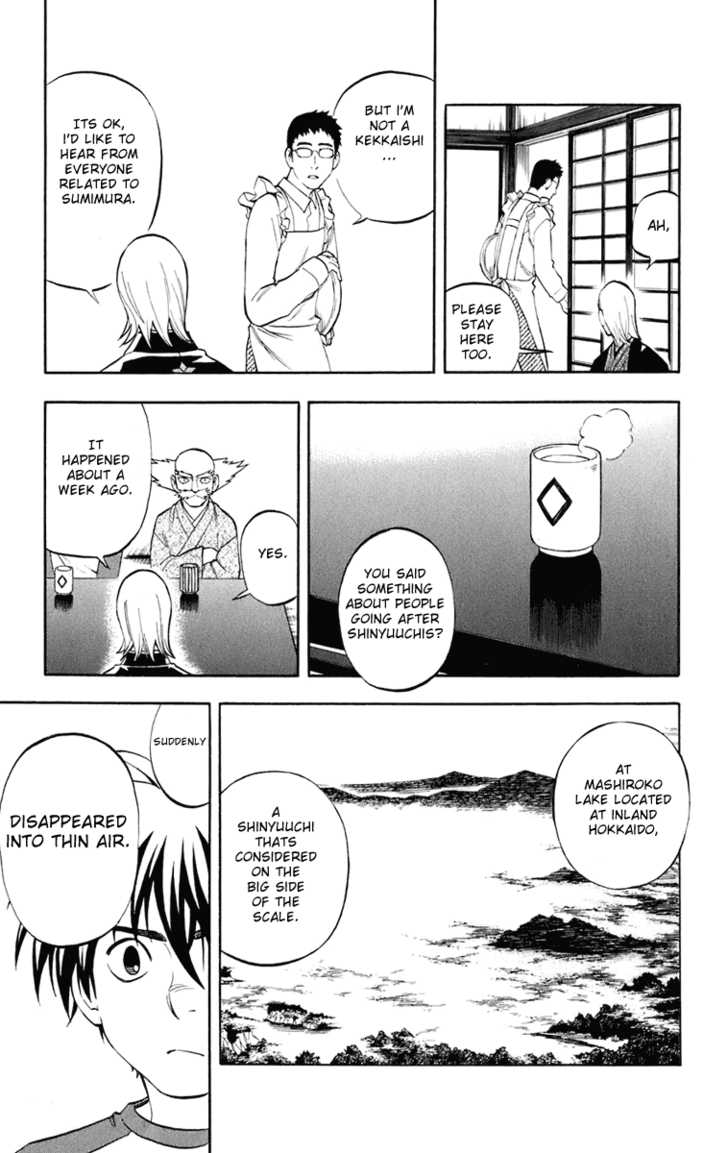 AH,
PLEASE
STAY
HERE
TOO.
BUT I'M
NOT A
KEKKAISHI
...
ITS OK,
I'D LIKE TO
HEAR FROM
EVERYONE
RELATED TO
SUMIMURA.
YOU SAID
SOMETHING
ABOUT PEOPLE
GOING AFTER
SHINYUUCHIS?
YES.
IT
HAPPENED
ABOUT A
WEEK AGO.
AT
MASHIROKO
LAKE LOCATED
AT INLAND
HOKKAIDO,
A
SHINYUUCHI
THATS
CONSIDERED
ON THE
BIG SIDE
OF THE
SCALE.
SUDDENLY
DISAPPEARED
INTO THIN AIR.